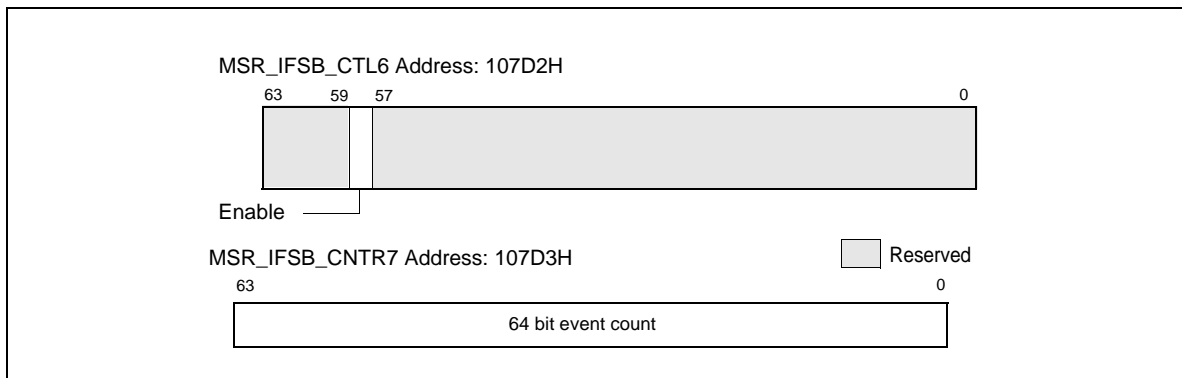 MSR_IFSB_CTL6 Address: 107D2H
63 59 57 0
Enable
MSR_IFSB_CNTR7 Address: 107D3H
Reserved
63 0
64 bit event count